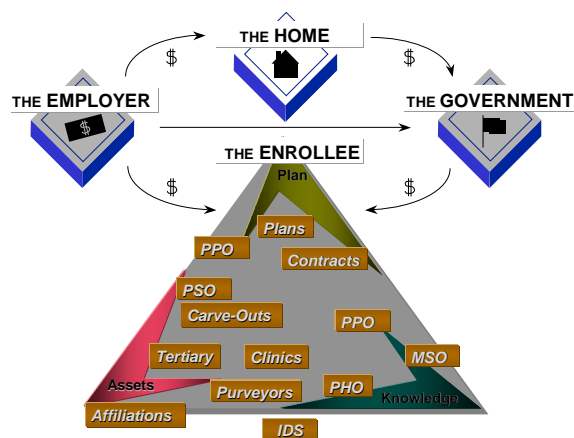 THE HOME
$
$
THE EMPLOYER
$
THE GOVERNMENT
THE ENROLLEE
$
$
Plan
Plans
PPO
Contracts
PSO
Carve-Outs
PPO
Tertiary
Clinics
MSO
Assets
Purveyors
PHO
Knowledge
Affiliations
IDS